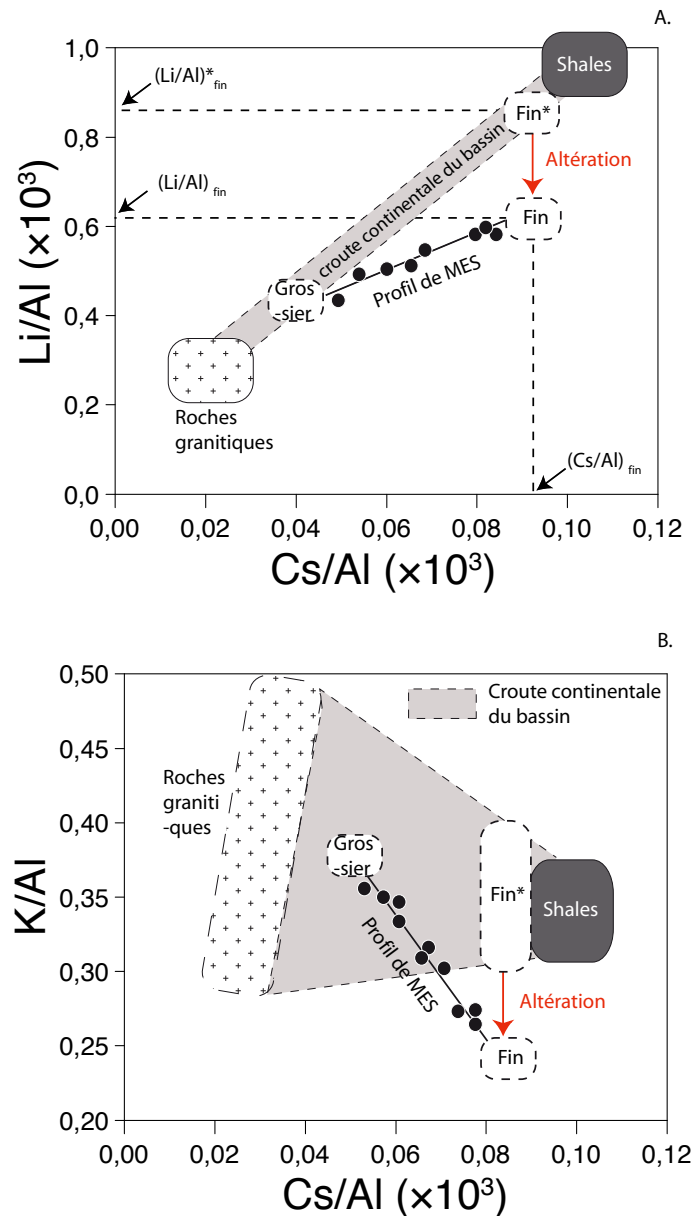 A.
1,0
0,8
0,6
0,4
0,2
0,0
Li/Al (×10³)
(Li/Al)*fin
(Li/Al) fin
Shales
Fin*
Altération
Fin
croute continentale du bassin
Profil de MES
Gros
-sier
Roches
granitiques
(Cs/Al) fin
0,00 0,02 0,04 0,06 0,08 0,10 0,12
Cs/Al (×10³)
B.
0,50
0,45
0,40
0,35
0,30
0,25
0,20
K/Al
Croute continentale
du bassin
Roches
graniti
-ques
Gros
-sier
Profil de MES
Fin*
Shales
Altération
Fin
0,00 0,02 0,04 0,06 0,08 0,10 0,12
Cs/Al (×10³)